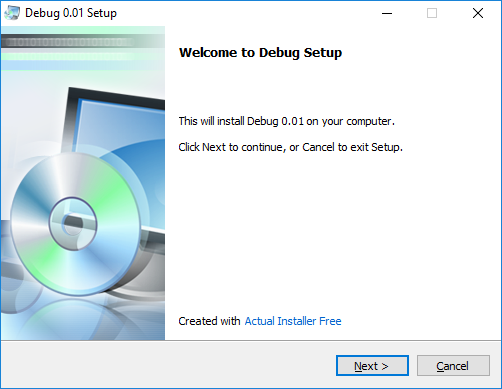 Debug 0.01 Setup
Welcome to Debug Setup
This will install Debug 0.01 on your computer.
Click Next to continue, or Cancel to exit Setup.
Created with Actual Installer Free
Next >
Cancel